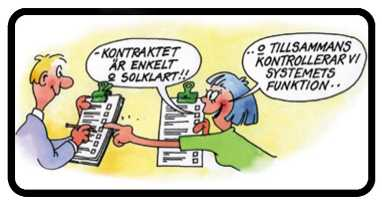 - KONTRAKTET
ÄR ENKELT
O SOLKLART!!
..O TILLSAMMANS
KONTROLLERAR VI
SYSTEMETS
FUNKTION..